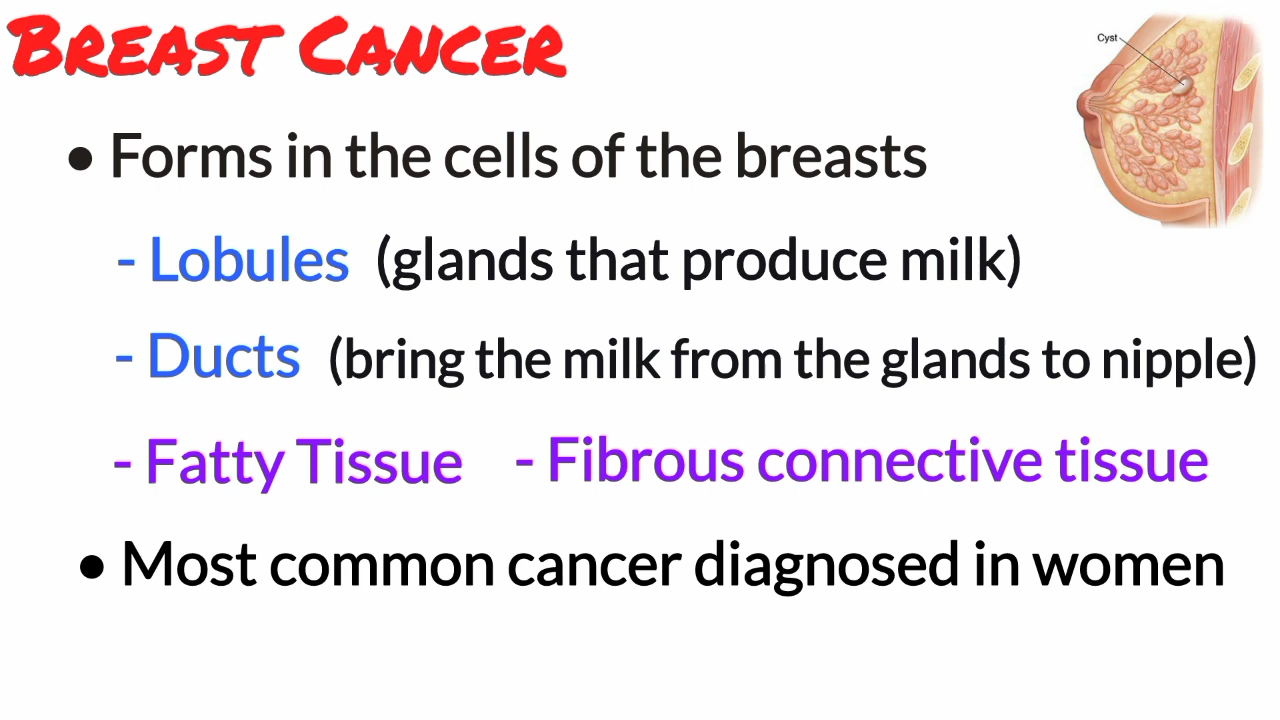 Breast Cancer
Cyst
• Forms in the cells of the breasts
- Lobules (glands that produce milk)
- Ducts (bring the milk from the glands to nipple)
- Fatty Tissue - Fibrous connective tissue
• Most common cancer diagnosed in women